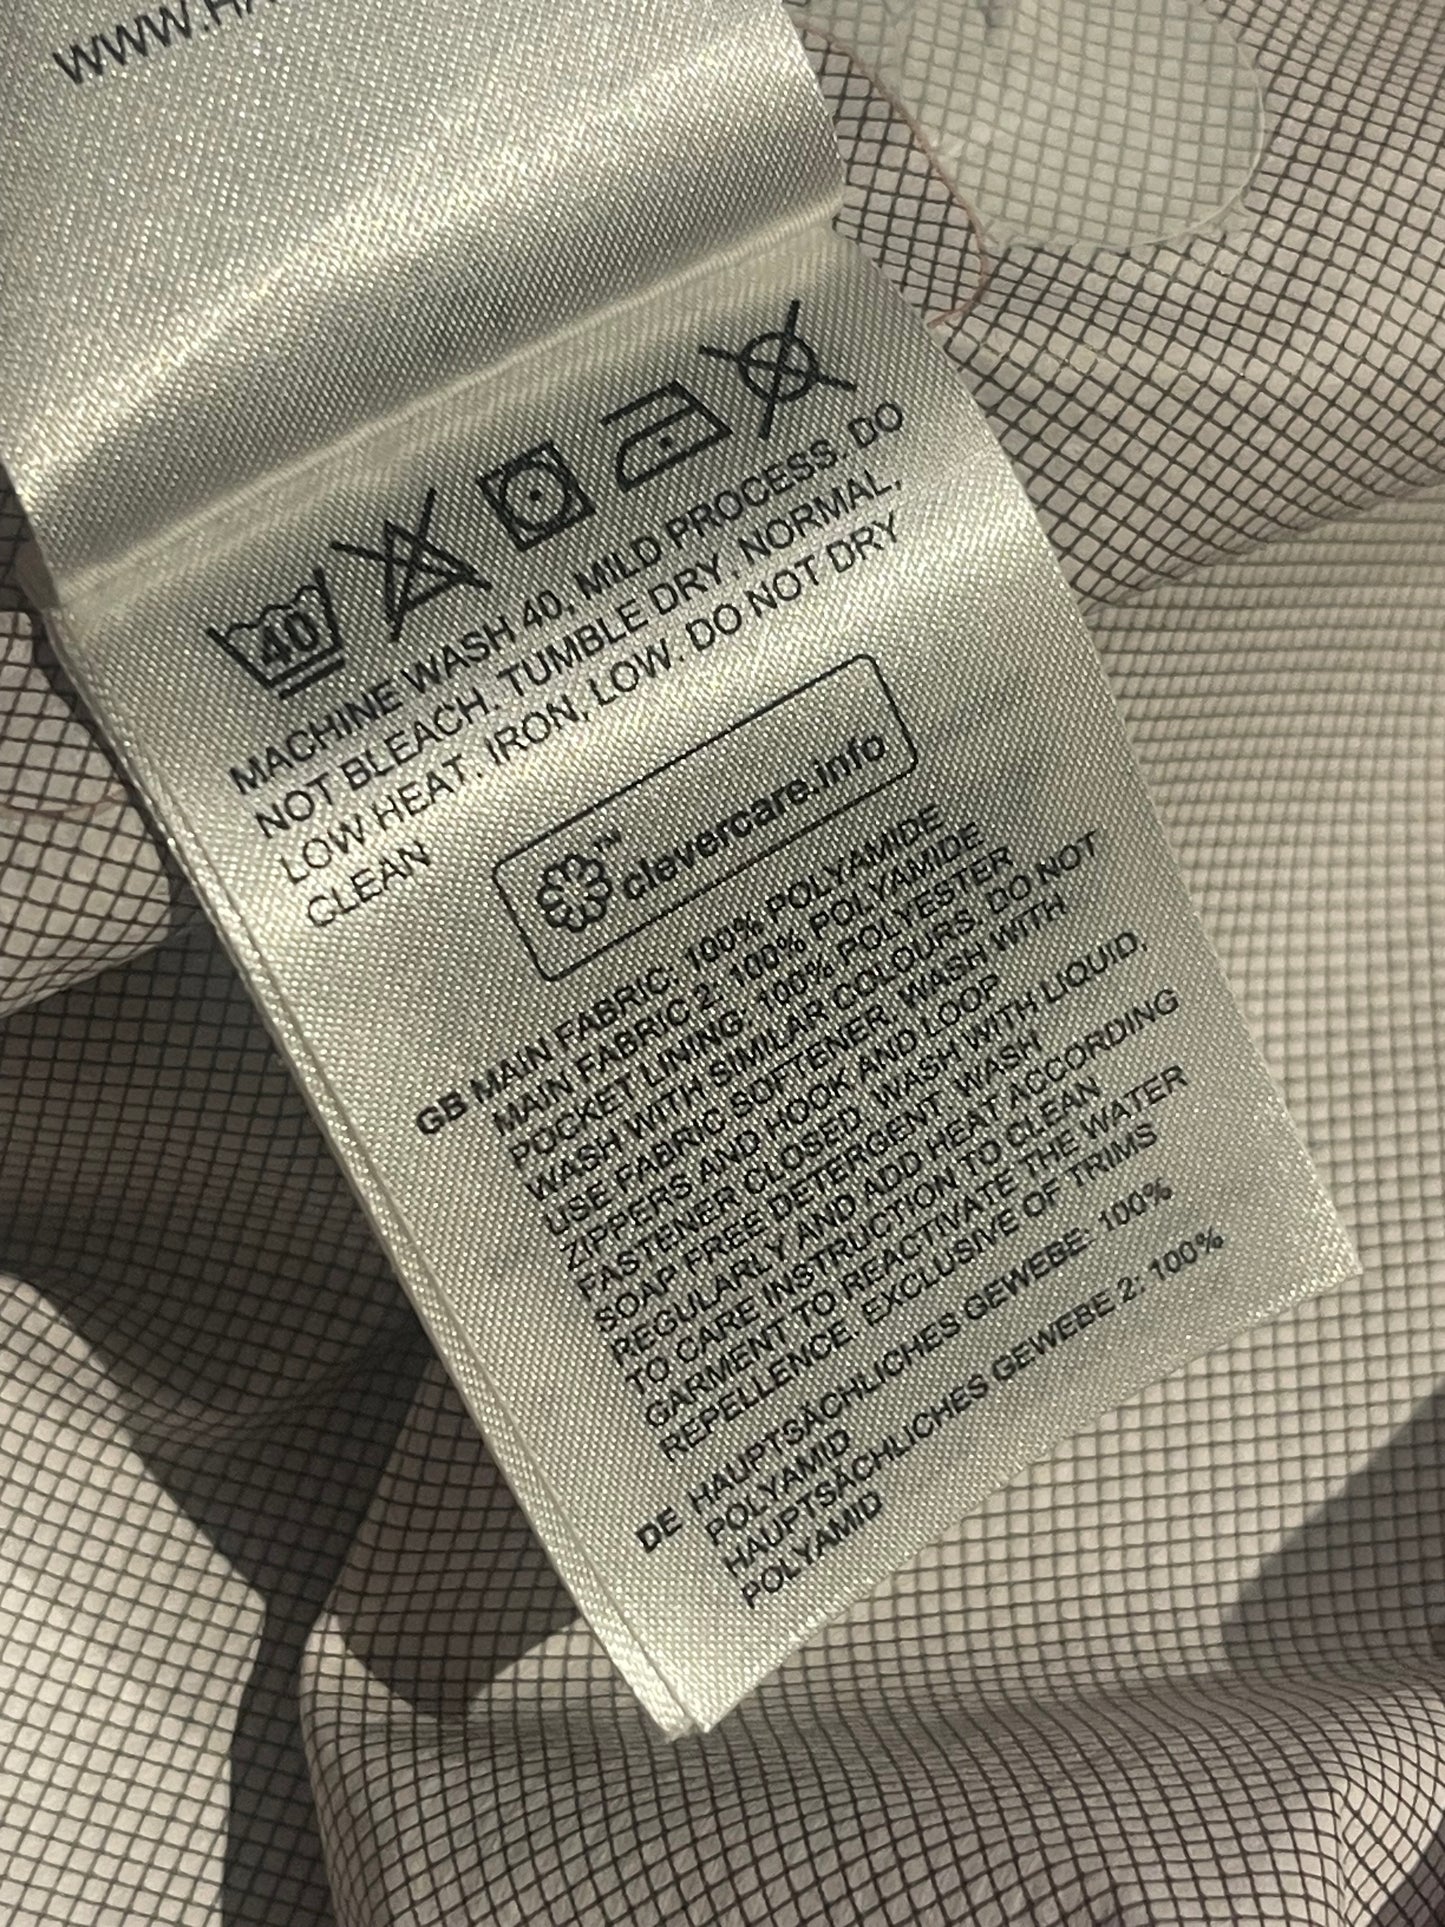 WWW.HA
40
MACHINE WASH 40, MILD PROCESS. DO
NOT BLEACH. TUMBLE DRY, NORMAL,
LOW HEAT. IRON, LOW. DO NOT DRY
CLEAN
™ clevercare.info
GB MAIN FABRIC: 100% POLYAMIDE
MAIN FABRIC 2: 100% POLYAMIDE
POCKET LINING: 100% POLYESTER
WASH WITH SIMILAR COLOURS. DO NOT
USE FABRIC SOFTENER, WASH WITH
ZIPPERS AND HOOK AND LOOP
FASTENER CLOSED. WASH WITH LIQUID,
SOAP FREE DETERGENT. WASH
REGULARLY AND ADD HEAT ACCORDING
TO CARE INSTRUCTION TO CLEAN
GARMENT TO REACTIVATE THE WATER
REPELLENCE. EXCLUSIVE OF TRIMS
DE HAUPTSÄCHLICHES GEWEBE: 100%
POLYAMID
HAUPTSÄCHLICHES GEWEBE 2: 100%
POLYAMID